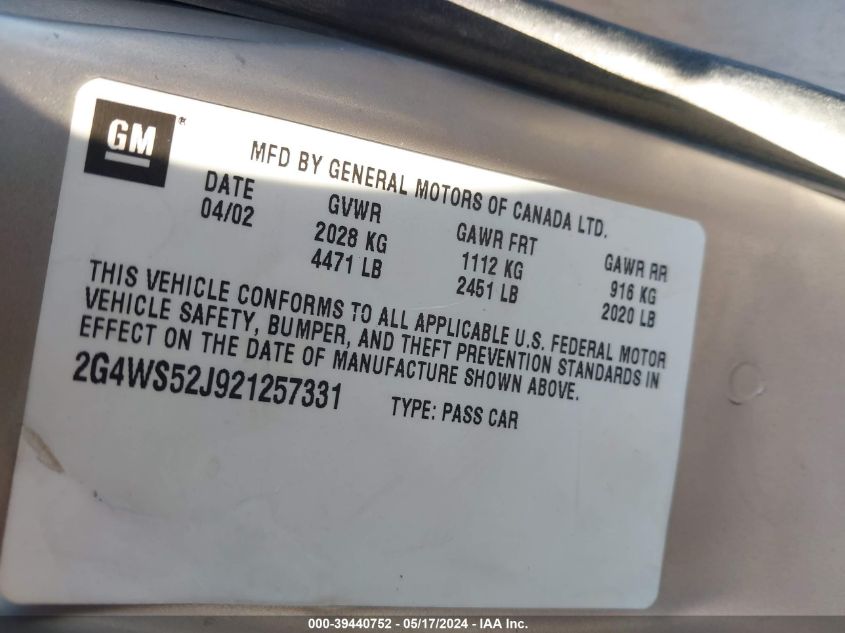 GM ®
MFD BY GENERAL MOTORS OF CANADA LTD.
DATE GVWR GAWR FRT GAWR RR
04/02 2028 KG 1112 KG 916 KG
4471 LB 2451 LB 2020 LB
THIS VEHICLE CONFORMS TO ALL APPLICABLE U.S. FEDERAL MOTOR
VEHICLE SAFETY, BUMPER, AND THEFT PREVENTION STANDARDS IN
EFFECT ON THE DATE OF MANUFACTURE SHOWN ABOVE.
2G4WS52J921257331 TYPE: PASS CAR
000-39440752 - 05/17/2024 - IAA Inc.